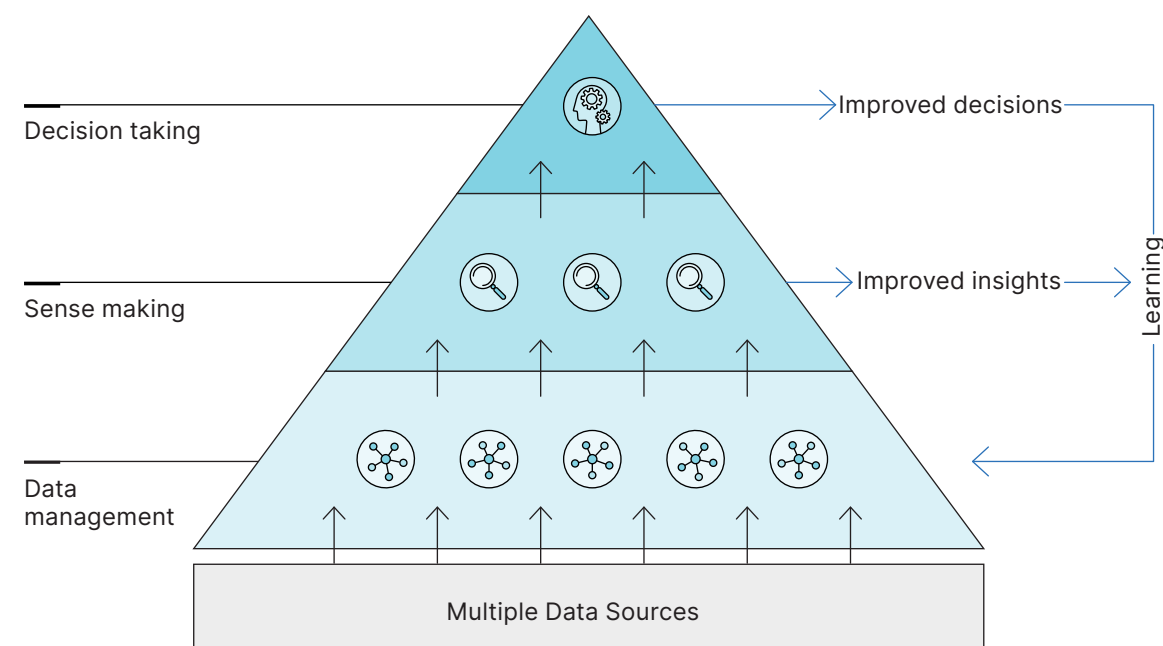 Improved decisions
Decision taking
Learning
Improved insights
Sense making
Data
management
Multiple Data Sources